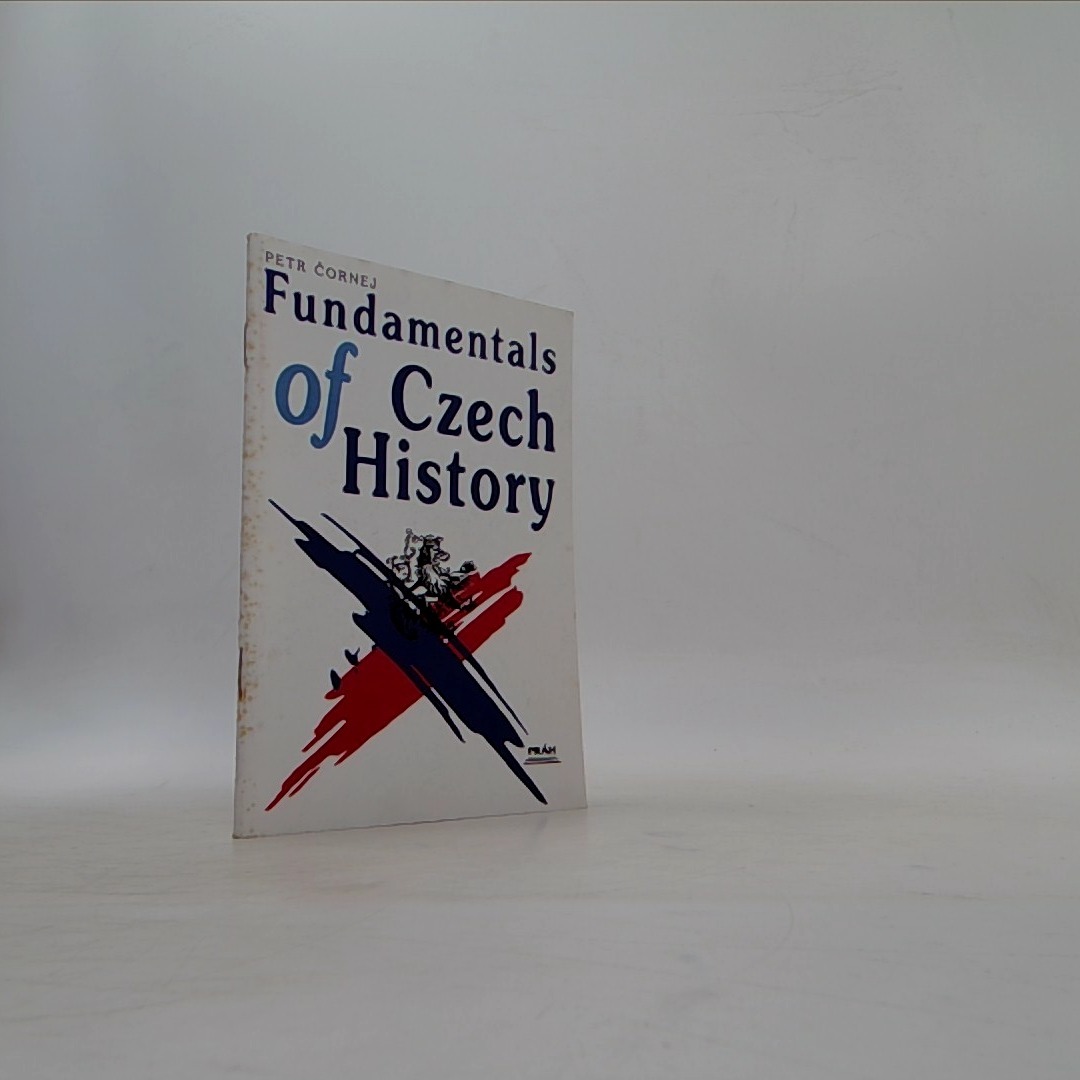 PETR ČORNEJ
Fundamentals
of Czech
History
PRÁH